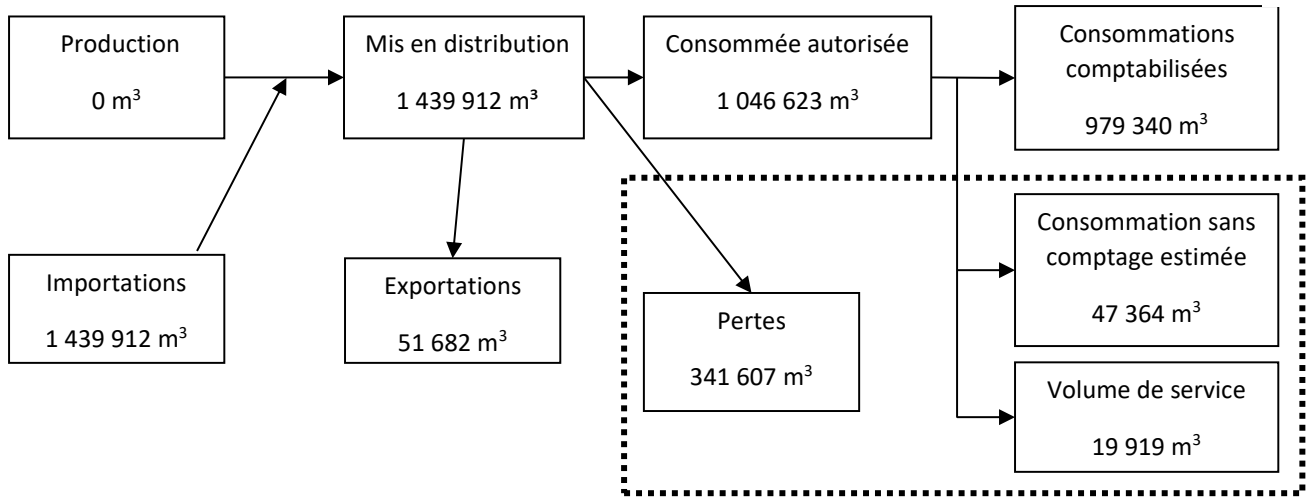 Production
0 m³
Mis en distribution
1 439 912 m³
Consommée autorisée
1 046 623 m³
Consommations
comptabilisées
979 340 m³
Importations
1 439 912 m³
Exportations
51 682 m³
Pertes
341 607 m³
Consommation sans
comptage estimée
47 364 m³
Volume de service
19 919 m³